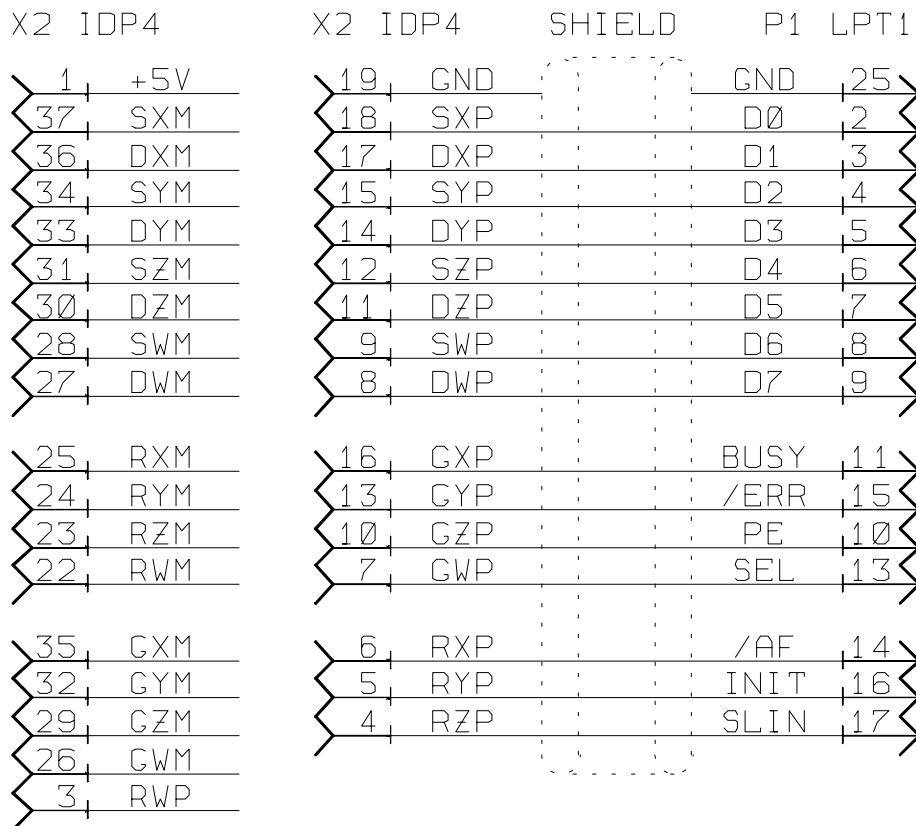 X2 IDP4 X2 IDP4 SHIELD P1 LPT1
1 +5V 19 GND GND 25
37 SXM 18 SXP D0 2
36 DXM 17 DXP D1 3
34 SYM 15 SYP D2 4
33 DYM 14 DYP D3 5
31 SZM 12 SZP D4 6
30 DZM 11 DZP D5 7
28 SWM 9 SWP D6 8
27 DWM 8 DWP D7 9
25 RXM 16 GXP BUSY 11
24 RYM 13 GYP /ERR 15
23 RZM 10 GZP PE 10
22 RWM 7 GWP SEL 13
35 GXM 6 RXP /AF 14
32 GYM 5 RYP INIT 16
29 GZM 4 RZP SLIN 17
26 GWM
3 RWP